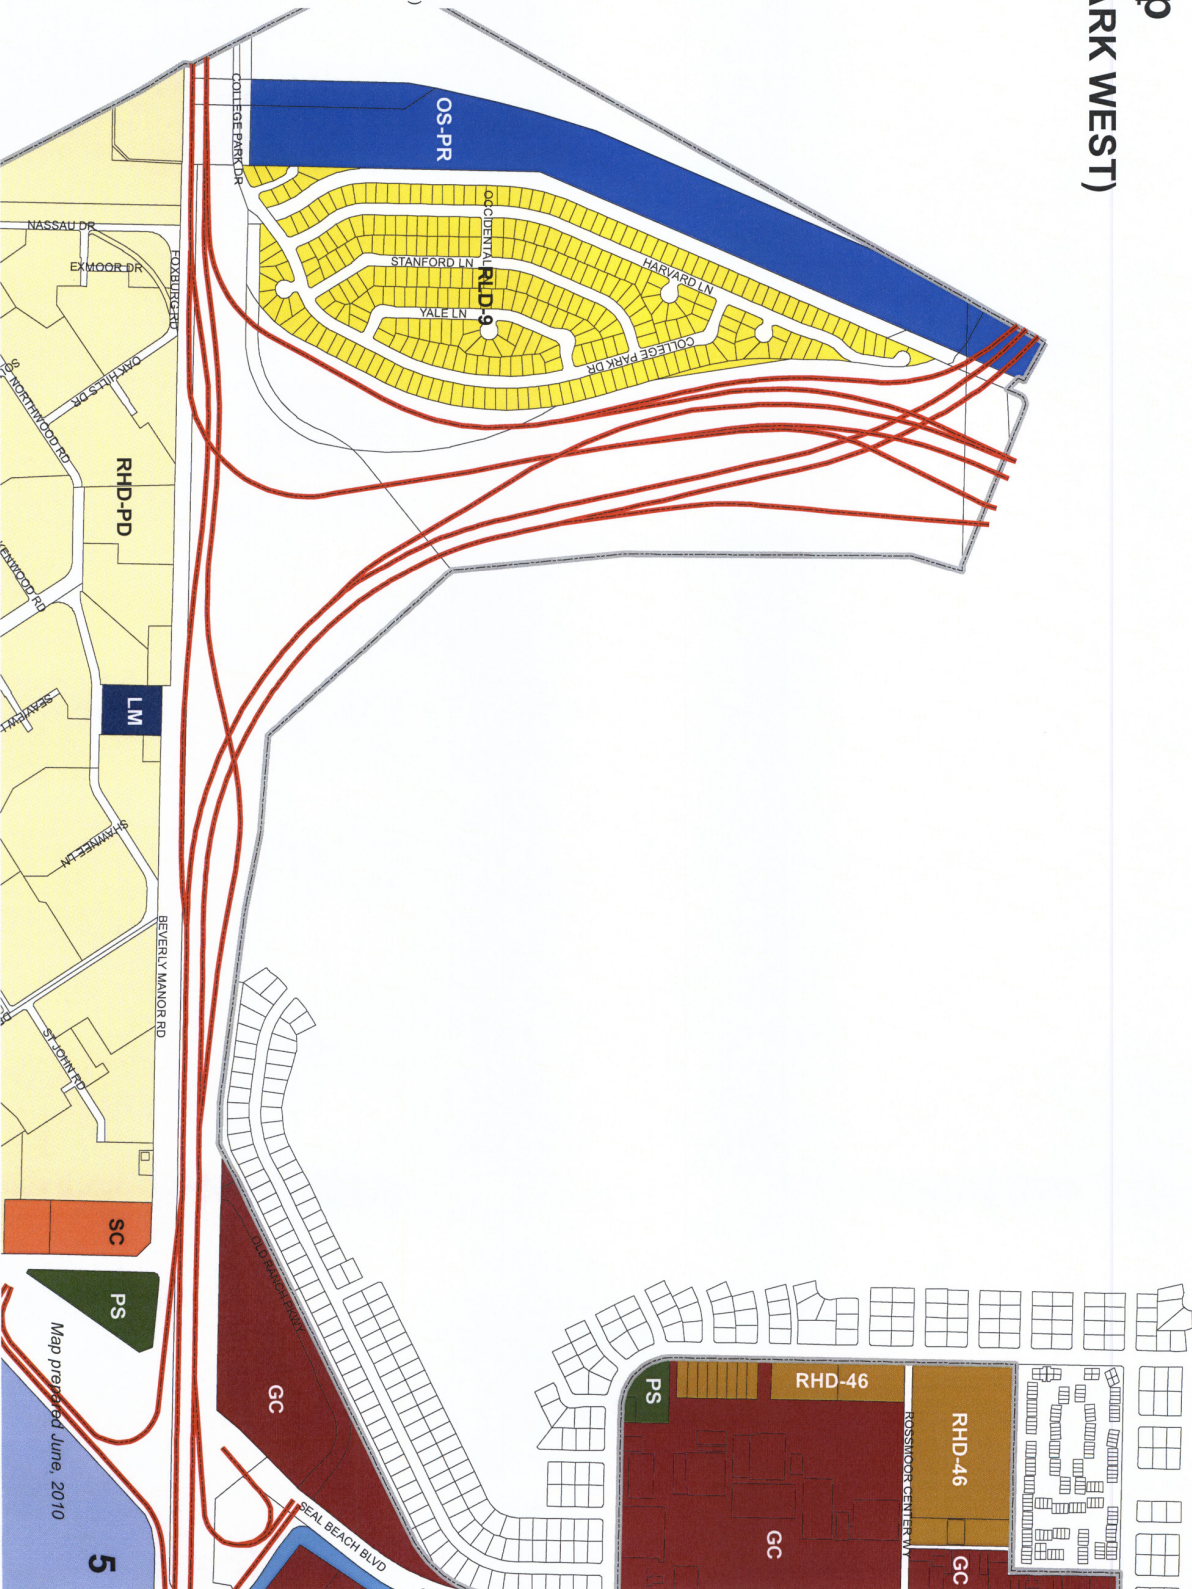 p
ARK WEST)
OS-PR
COLLEGE PARK DR
OCCIDENTAL
HARVARD LN
STANFORD LN
RLD-9
YALE LN
COLLEGE PARK DR
NASSAU DR
EXMOOR DR
FOXBURG RD
OAK HILLS DR
NORTHWOOD RD
RHD-PD
KENWOOD RD
LM
SEAVIEW
SHAWNEE LN
BEVERLY MANOR RD
ST JOHN RD
SC
PS
OLD RANCH PKWY
GC
SEAL BEACH BLVD
PS
RHD-46
RHD-46
ROSSMOOR CENTER WY
GC
GC
Map prepared June, 2010
5